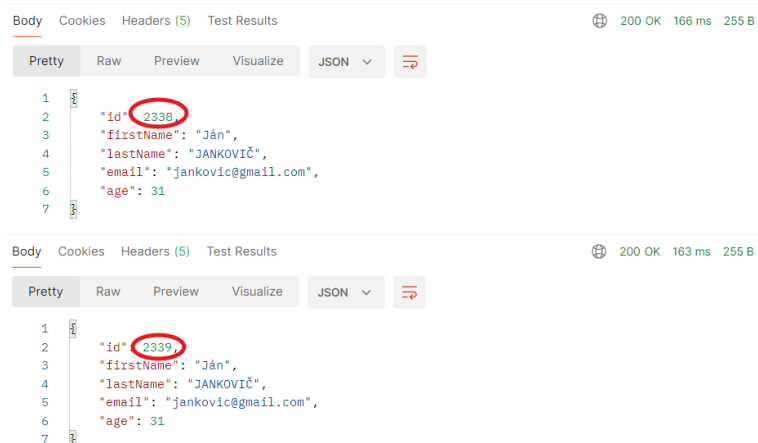 Body Cookies Headers (5) Test Results 200 OK 166 ms 255 B
Pretty Raw Preview Visualize JSON
1 {
2 "id": 2338,
3 "firstName": "Ján",
4 "lastName": "JANKOVIČ",
5 "email": "jankovic@gmail.com",
6 "age": 31
7 }
Body Cookies Headers (5) Test Results 200 OK 163 ms 255 B
Pretty Raw Preview Visualize JSON
1 {
2 "id": 2339,
3 "firstName": "Ján",
4 "lastName": "JANKOVIČ",
5 "email": "jankovic@gmail.com",
6 "age": 31
7 }